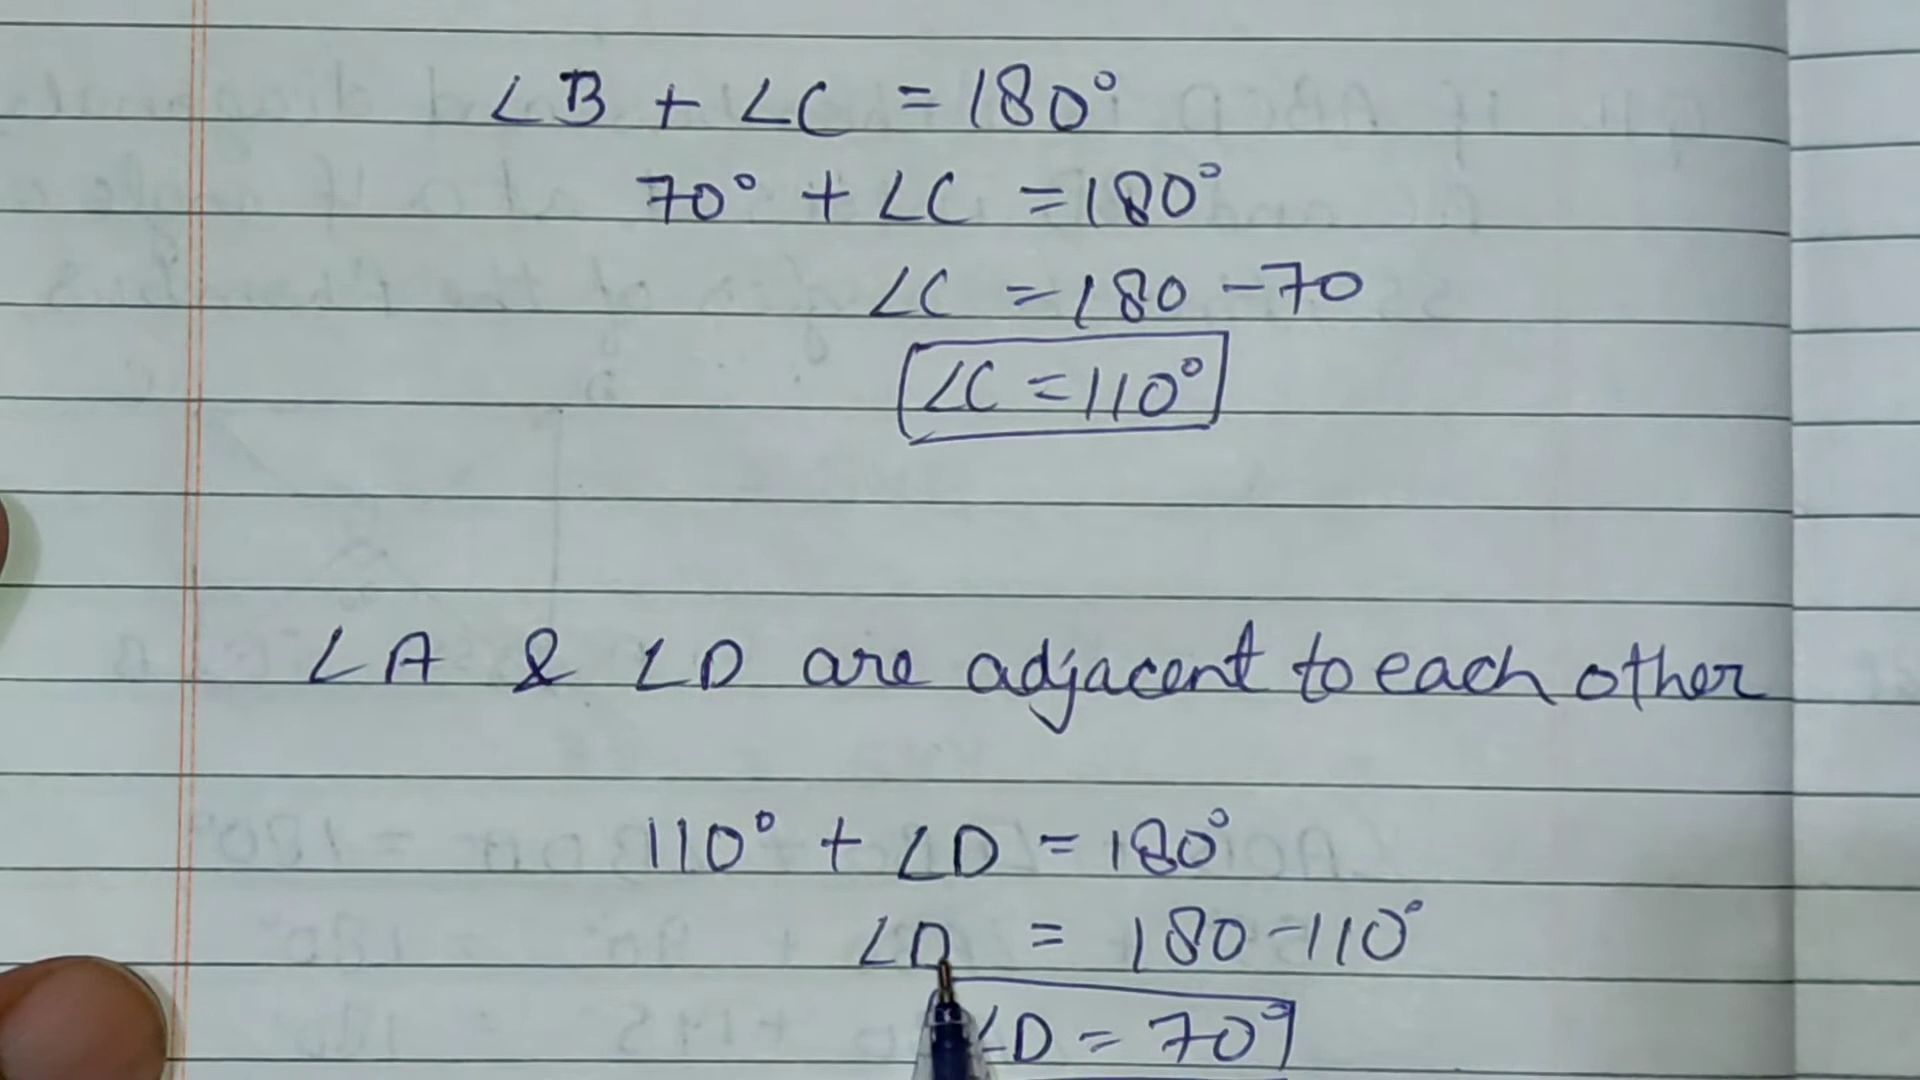 ∠B + ∠C = 180°
70° + ∠C = 180°
∠C = 180 - 70
∠C = 110°
∠A & ∠D are adjacent to each other
110° + ∠D = 180°
∠D = 180 - 110°
∠D = 70°